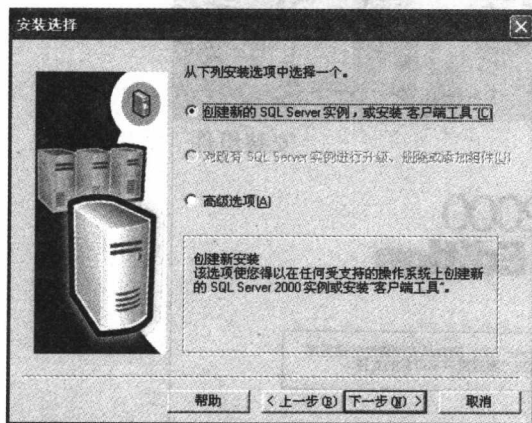 安装选择
从下列安装选项中选择一个。
创建新的 SQL Server 实例，或安装"客户端工具"(C)
对现有 SQL Server 实例进行升级、删除或添加组件(U)
高级选项(A)
创建新安装
该选项使您得以在任何受支持的操作系统上创建新
的 SQL Server 2000 实例或安装"客户端工具"。
帮助
< 上一步(B)
下一步(N) >
取消